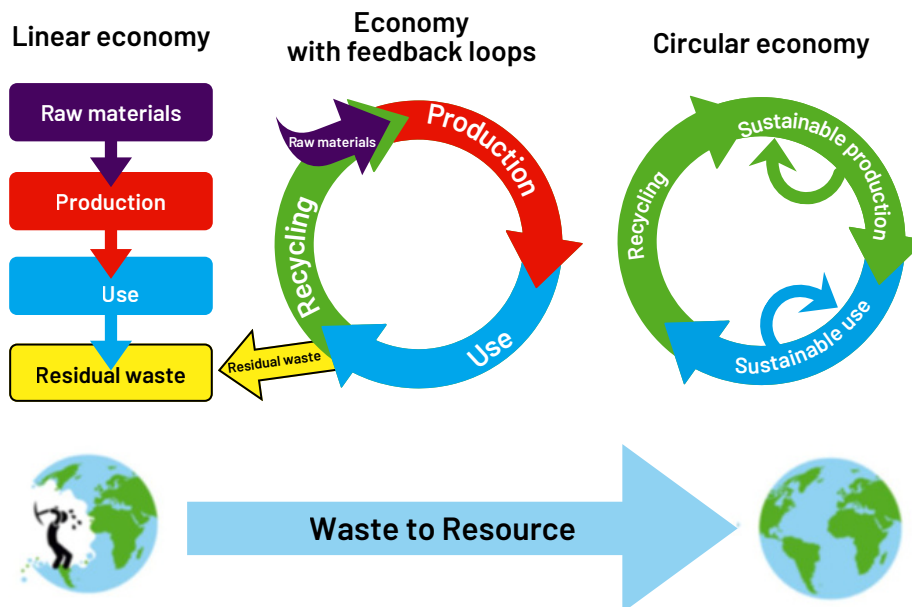 Linear economy
Raw materials
Production
Use
Residual waste
Economy
with feedback loops
Raw materials
Production
Use
Recycling
Residual waste
Circular economy
Sustainable production
Sustainable use
Recycling
Waste to Resource